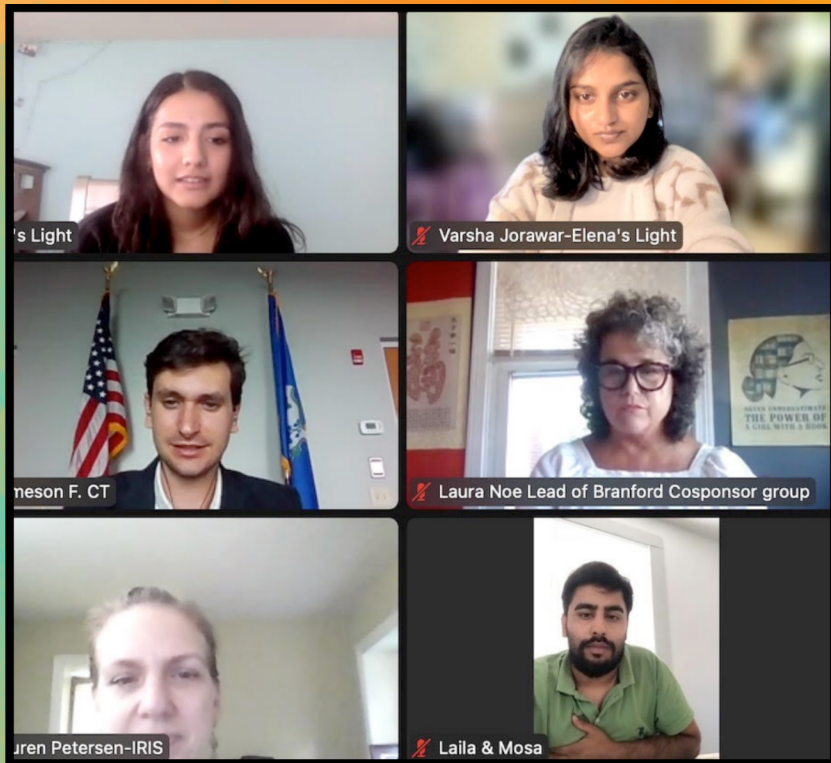 's Light
Varsha Jorawar-Elena's Light
meson F. CT
Laura Noe Lead of Branford Cosponsor group
NEVER UNDERESTIMATE
THE POWER OF
A GIRL WITH A BOOK
uren Petersen-IRIS
Laila & Mosa